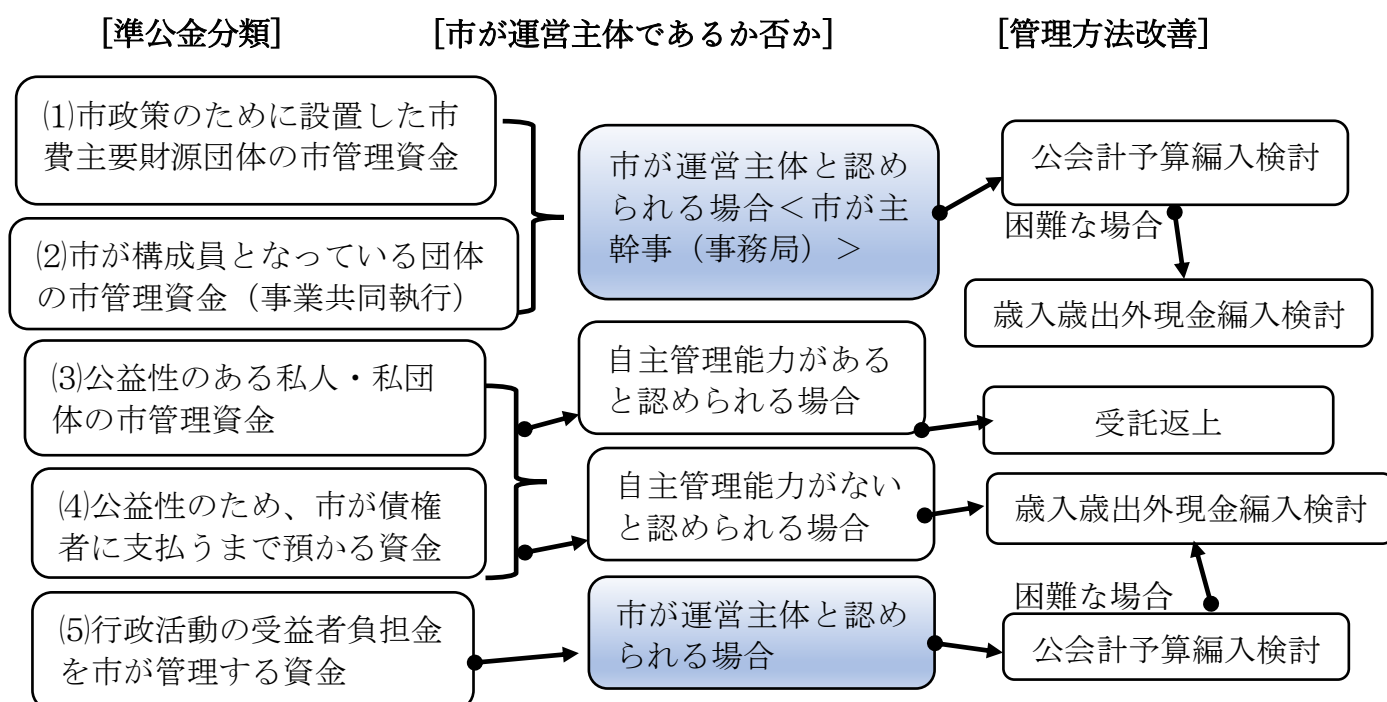 [準公金分類]
[市が運営主体であるか否か]
[管理方法改善]
⑴市政策のために設置した市
費主要財源団体の市管理資金
⑵市が構成員となっている団体
の市管理資金（事業共同執行）
市が運営主体と認め
られる場合＜市が主
幹事（事務局）＞
公会計予算編入検討
困難な場合
歳入歳出外現金編入検討
⑶公益性のある私人・私団
体の市管理資金
⑷公益性のため、市が債権
者に支払うまで預かる資金
自主管理能力がある
と認められる場合
受託返上
自主管理能力がない
と認められる場合
歳入歳出外現金編入検討
⑸行政活動の受益者負担金
を市が管理する資金
市が運営主体と認め
られる場合
困難な場合
公会計予算編入検討